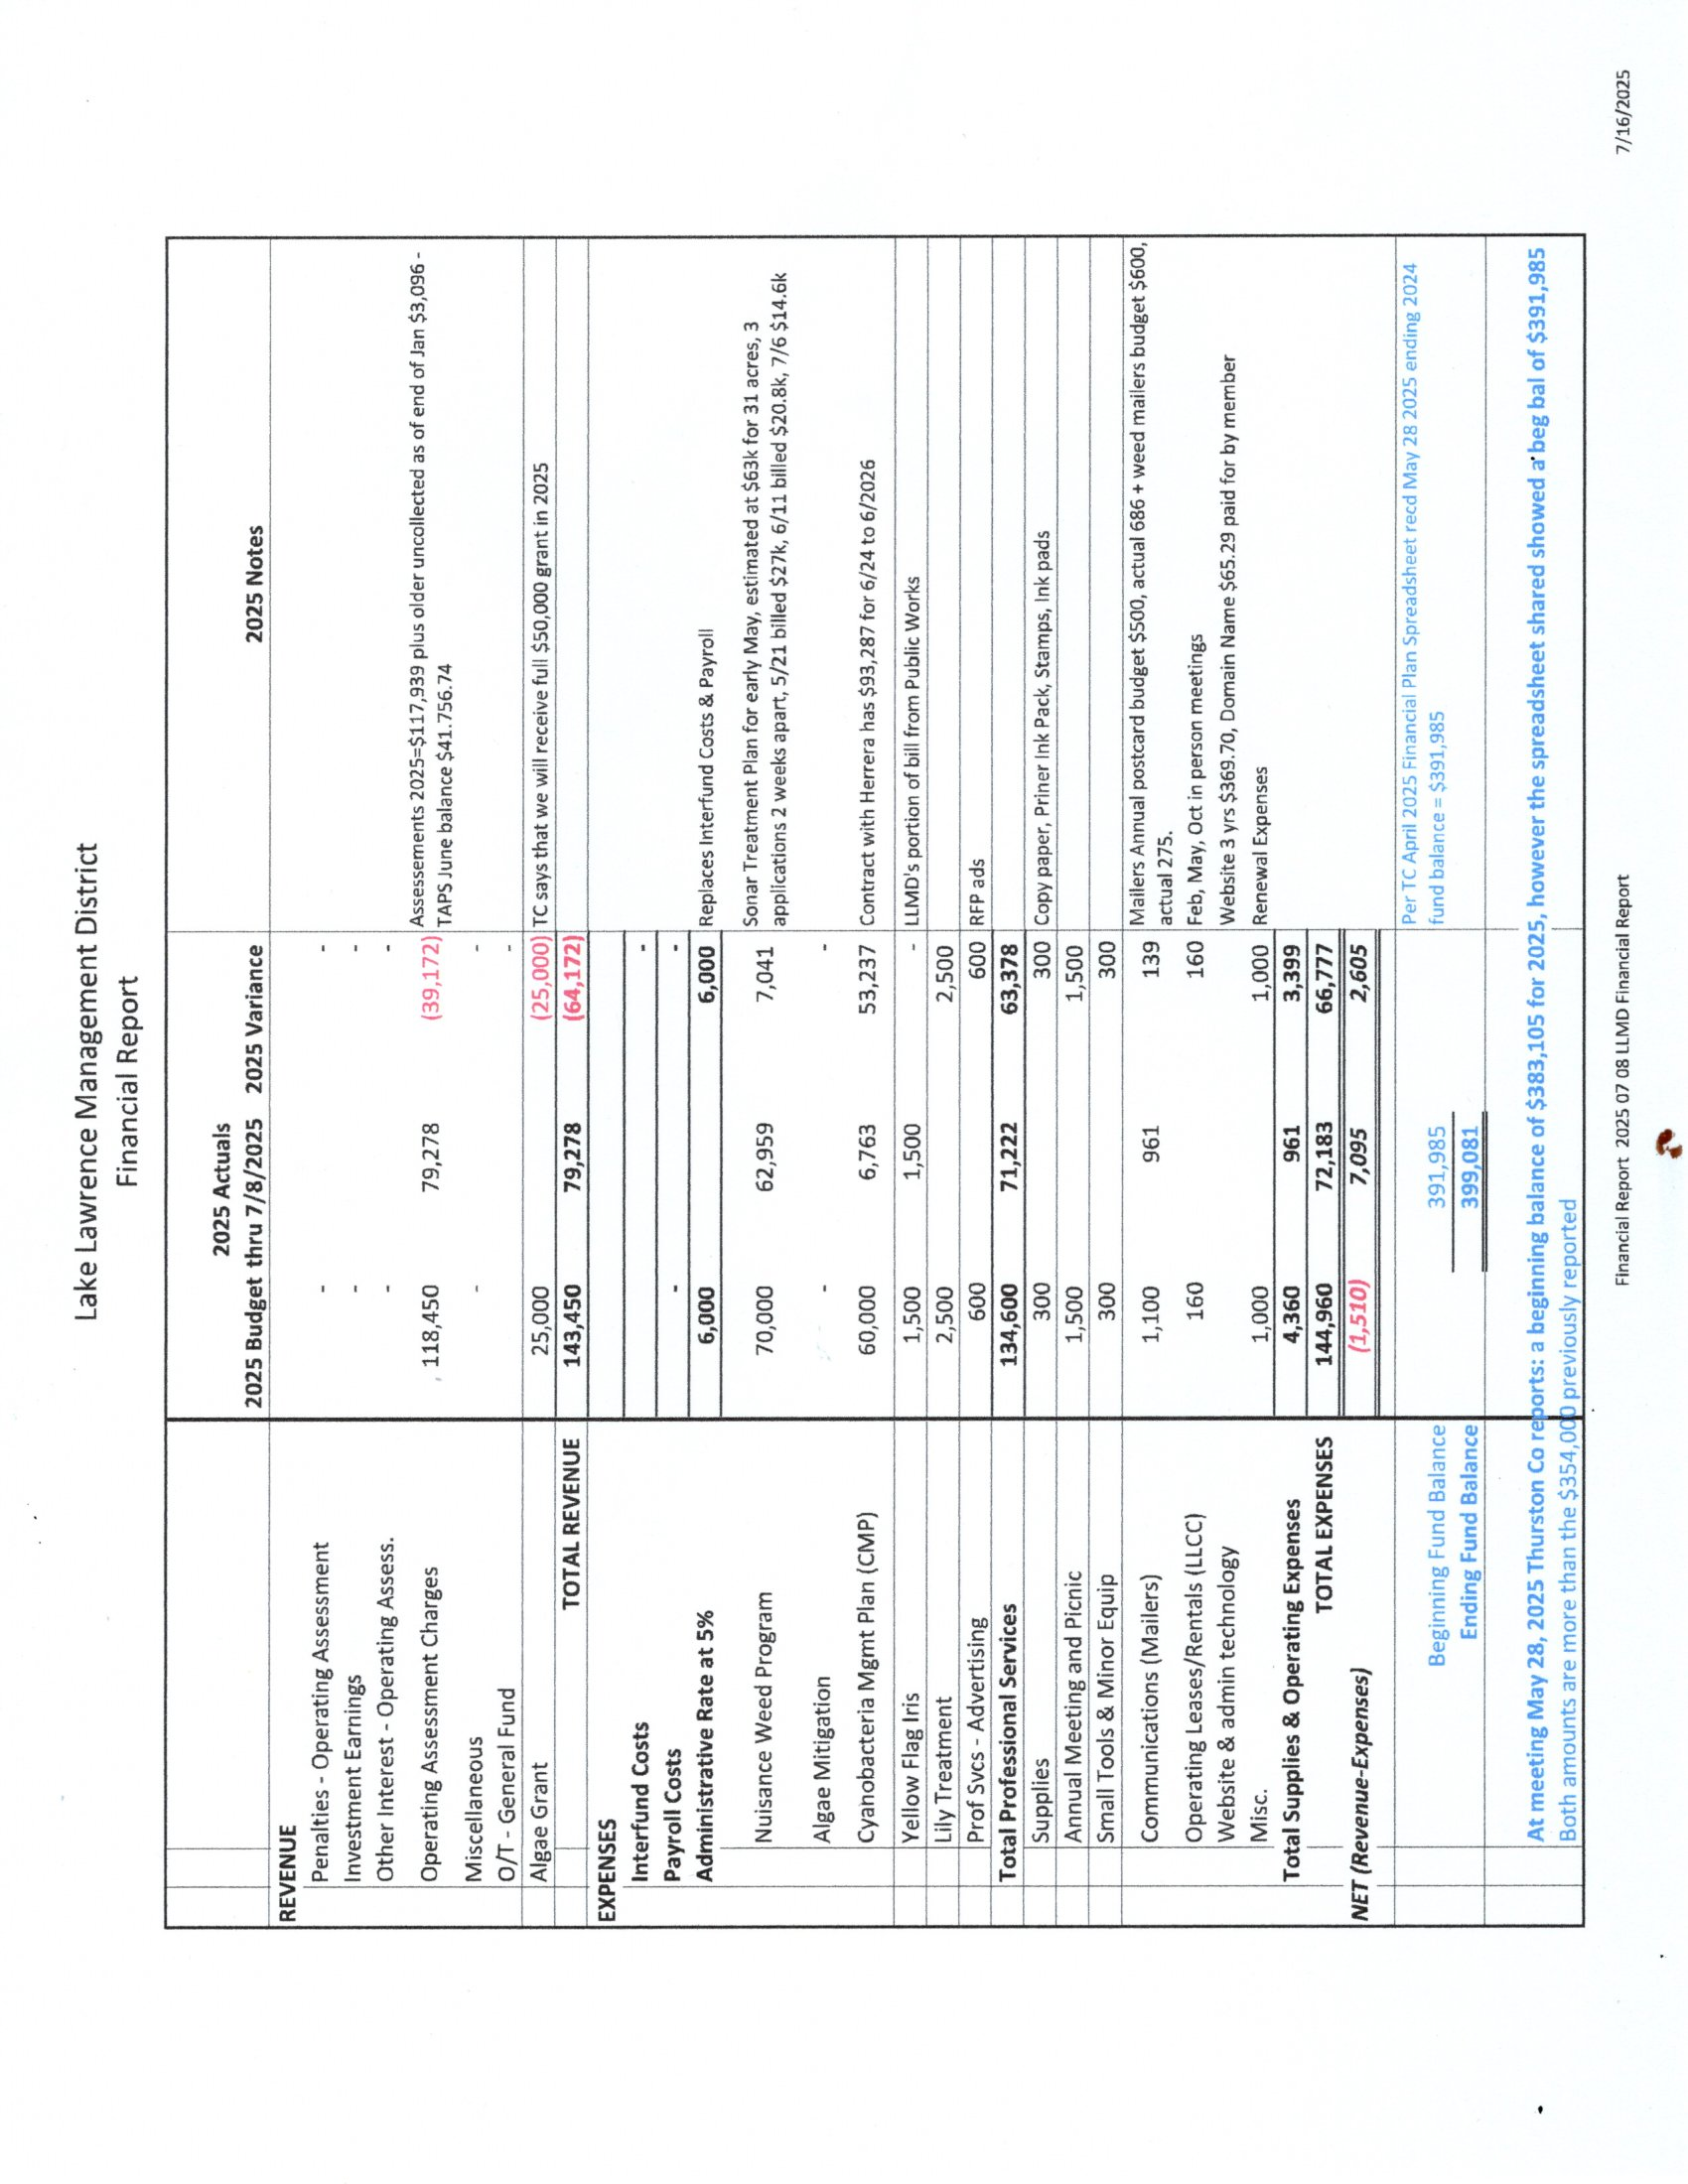 Lake Lawrence Management District
Financial Report
2025 Actuals
2025 Budget thru 7/8/2025 2025 Variance 2025 Notes
REVENUE
Penalties - Operating Assessment - -
Investment Earnings - -
Other Interest - Operating Assess. - -
Operating Assessment Charges 118,450 79,278 (39,172) Assessements 2025=$117,939 plus older uncollected as of end of Jan $3,096 -
TAPS June balance $41.756.74
Miscellaneous - -
O/T - General Fund -
Algae Grant 25,000 (25,000) TC says that we will receive full $50,000 grant in 2025
TOTAL REVENUE 143,450 79,278 (64,172)
EXPENSES
Interfund Costs -
Payroll Costs - -
Administrative Rate at 5% 6,000 6,000 Replaces Interfund Costs & Payroll
Nuisance Weed Program 70,000 62,959 7,041 Sonar Treatment Plan for early May, estimated at $63k for 31 acres, 3
applications 2 weeks apart, 5/21 billed $27k, 6/11 billed $20.8k, 7/6 $14.6k
Algae Mitigation - -
Cyanobacteria Mgmt Plan (CMP) 60,000 6,763 53,237 Contract with Herrera has $93,287 for 6/24 to 6/2026
Yellow Flag Iris 1,500 1,500 - LLMD's portion of bill from Public Works
Lily Treatment 2,500 2,500
Prof Svcs - Advertising 600 600 RFP ads
Total Professional Services 134,600 71,222 63,378
Supplies 300 300 Copy paper, Priner Ink Pack, Stamps, Ink pads
Annual Meeting and Picnic 1,500 1,500
Small Tools & Minor Equip 300 300
Communications (Mailers) 1,100 961 139 Mailers Annual postcard budget $500, actual 686 + weed mailers budget $600,
actual 275.
Operating Leases/Rentals (LLCC) 160 160 Feb, May, Oct in person meetings
Website & admin technology Website 3 yrs $369.70, Domain Name $65.29 paid for by member
Misc. 1,000 1,000 Renewal Expenses
Total Supplies & Operating Expenses 4,360 961 3,399
TOTAL EXPENSES 144,960 72,183 66,777
NET (Revenue-Expenses) (1,510) 7,095 2,605
Per TC April 2025 Financial Plan Spreadsheet recd May 28 2025 ending 2024
Beginning Fund Balance 391,985 fund balance = $391,985
Ending Fund Balance 399,081
At meeting May 28, 2025 Thurston Co reports: a beginning balance of $383,105 for 2025, however the spreadsheet shared showed a beg bal of $391,985
Both amounts are more than the $354,000 previously reported
Financial Report 2025 07 08 LLMD Financial Report 7/16/2025